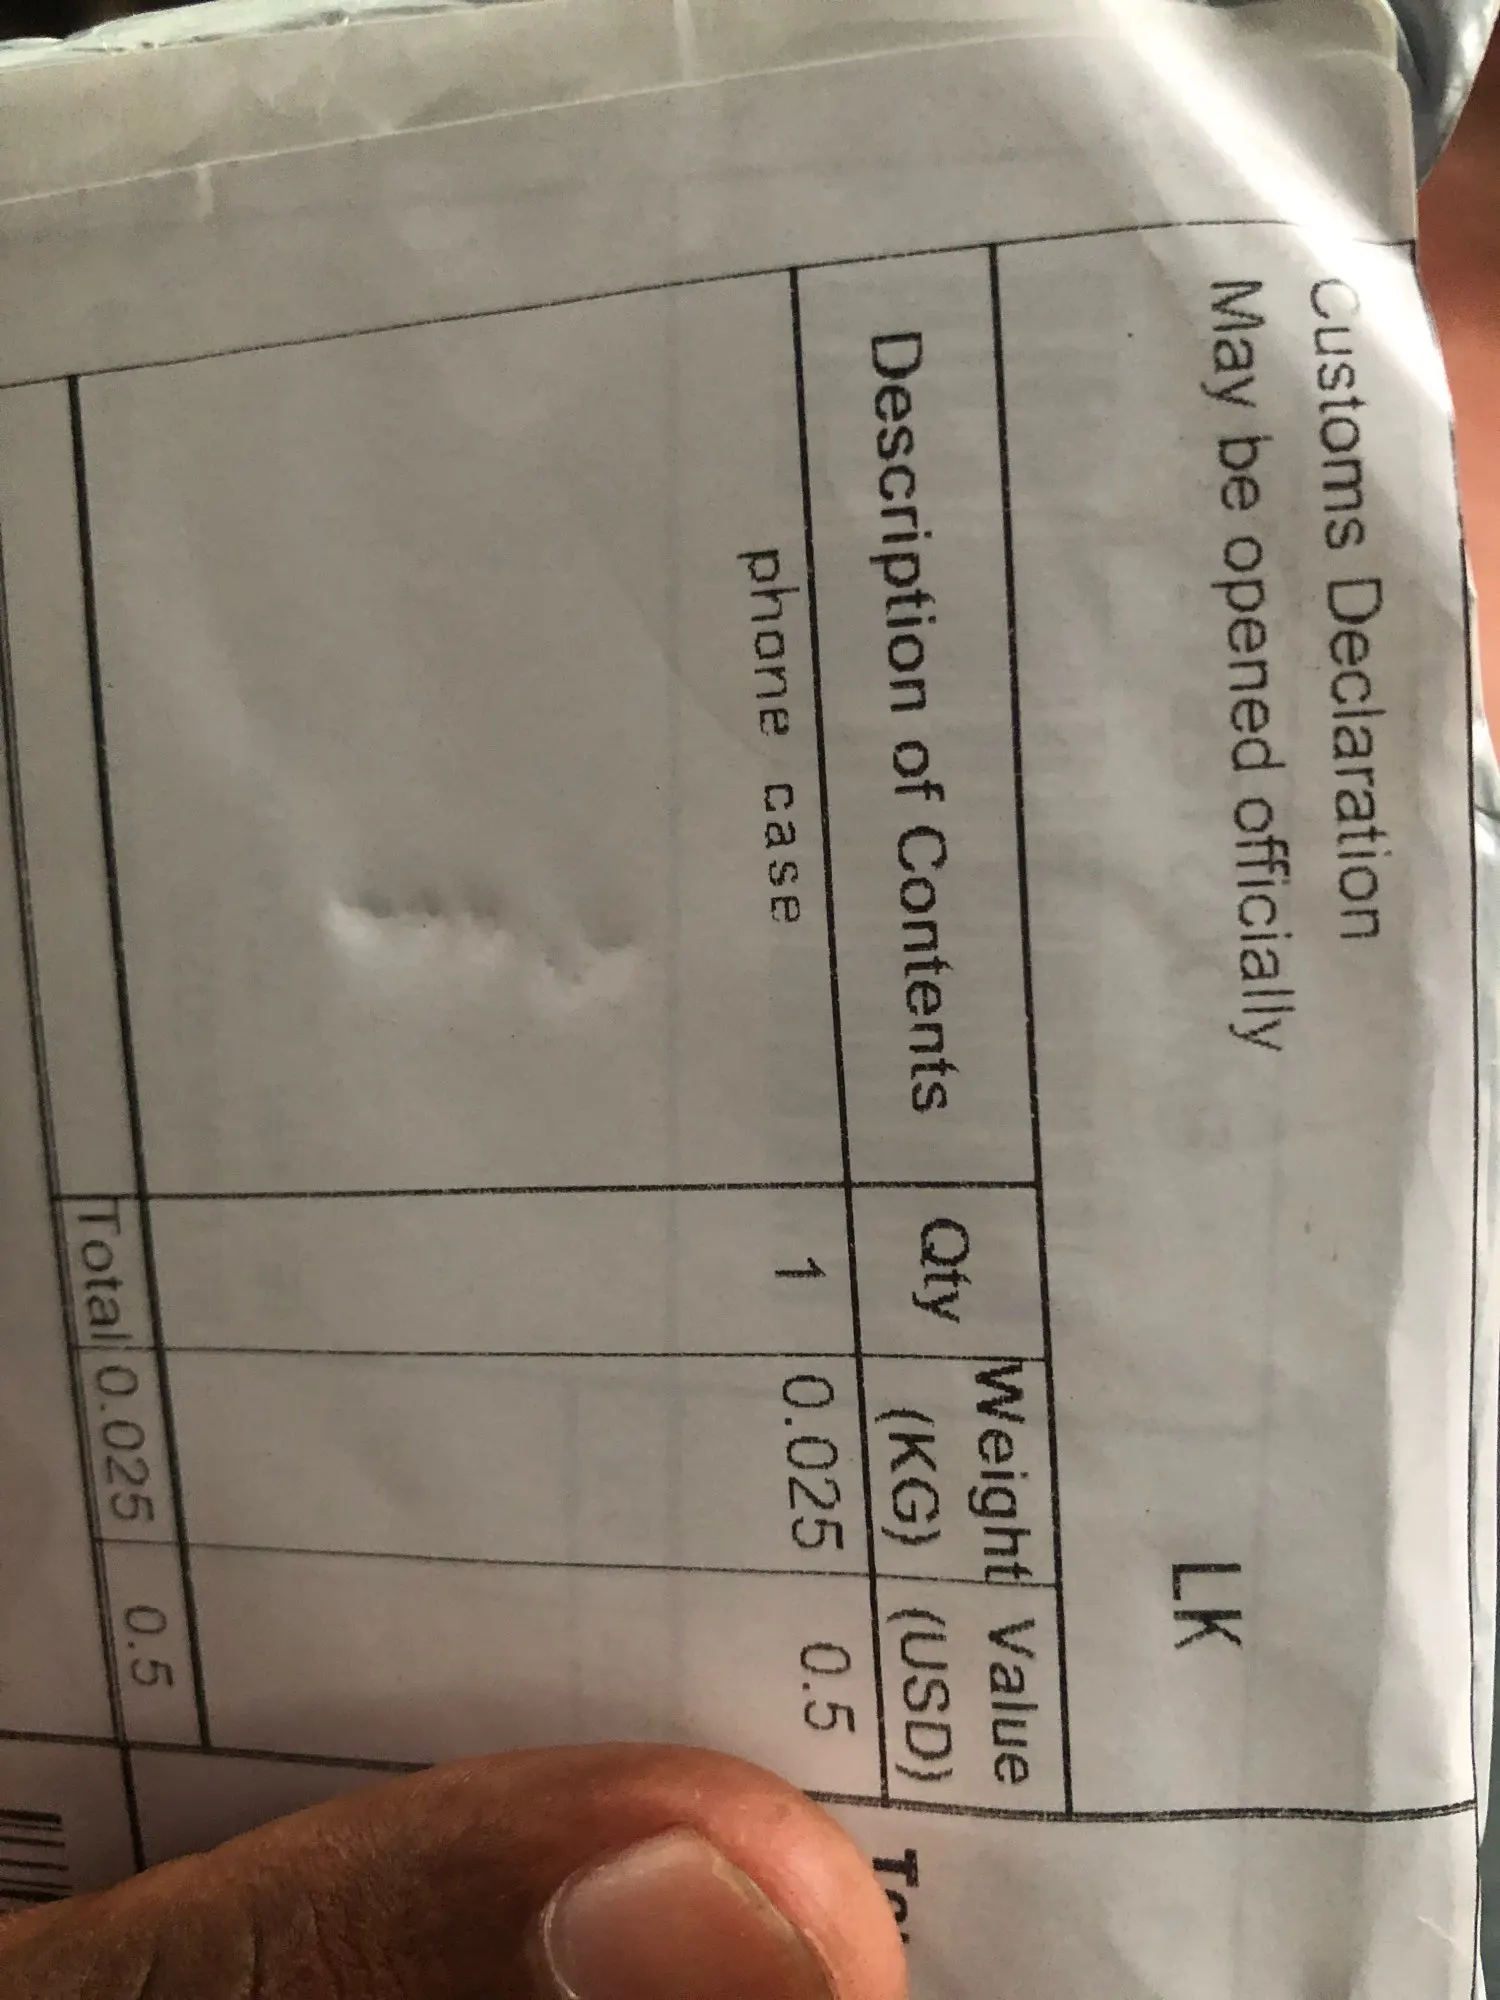 Customs Declaration
May be opened officially
LK
Description of Contents Qty Weight (KG) Value (USD)
phone case 1 0.025 0.5
Total 0.025 0.5